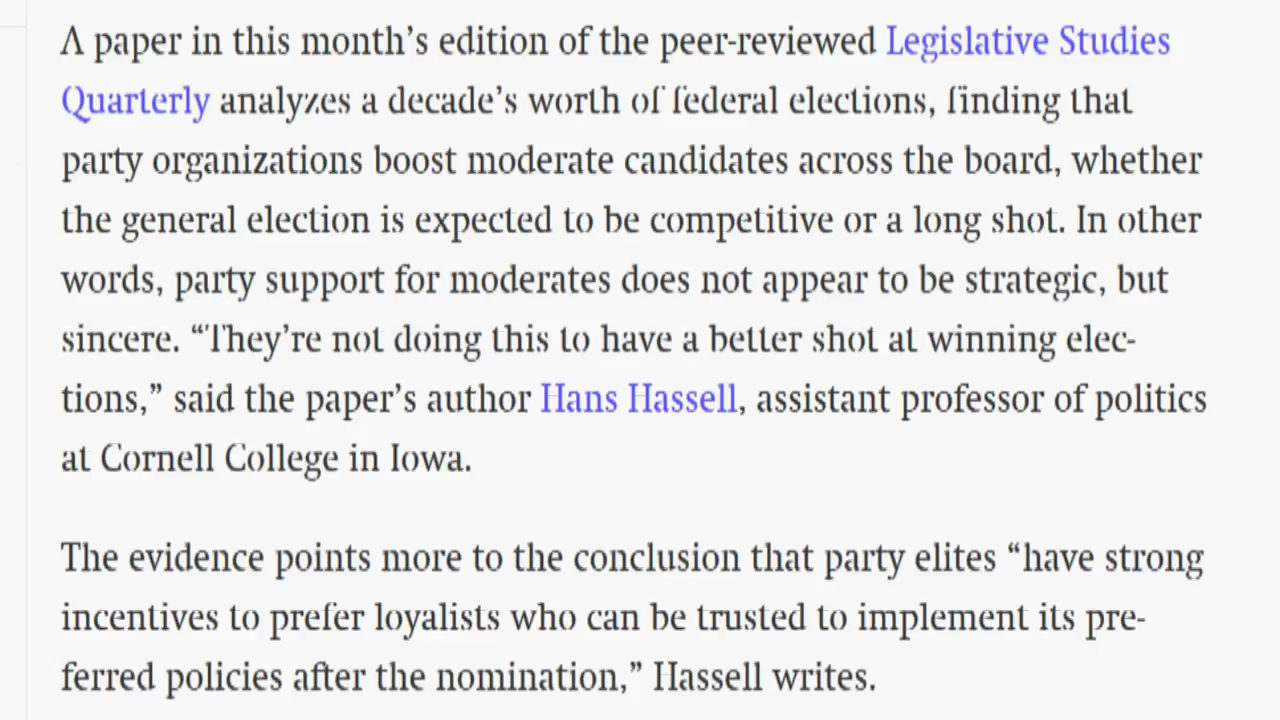 A paper in this month’s edition of the peer-reviewed Legislative Studies
Quarterly analyzes a decade’s worth of federal elections, finding that
party organizations boost moderate candidates across the board, whether
the general election is expected to be competitive or a long shot. In other
words, party support for moderates does not appear to be strategic, but
sincere. “They’re not doing this to have a better shot at winning elec-
tions,” said the paper’s author Hans Hassell, assistant professor of politics
at Cornell College in Iowa.
The evidence points more to the conclusion that party elites “have strong
incentives to prefer loyalists who can be trusted to implement its pre-
ferred policies after the nomination,” Hassell writes.